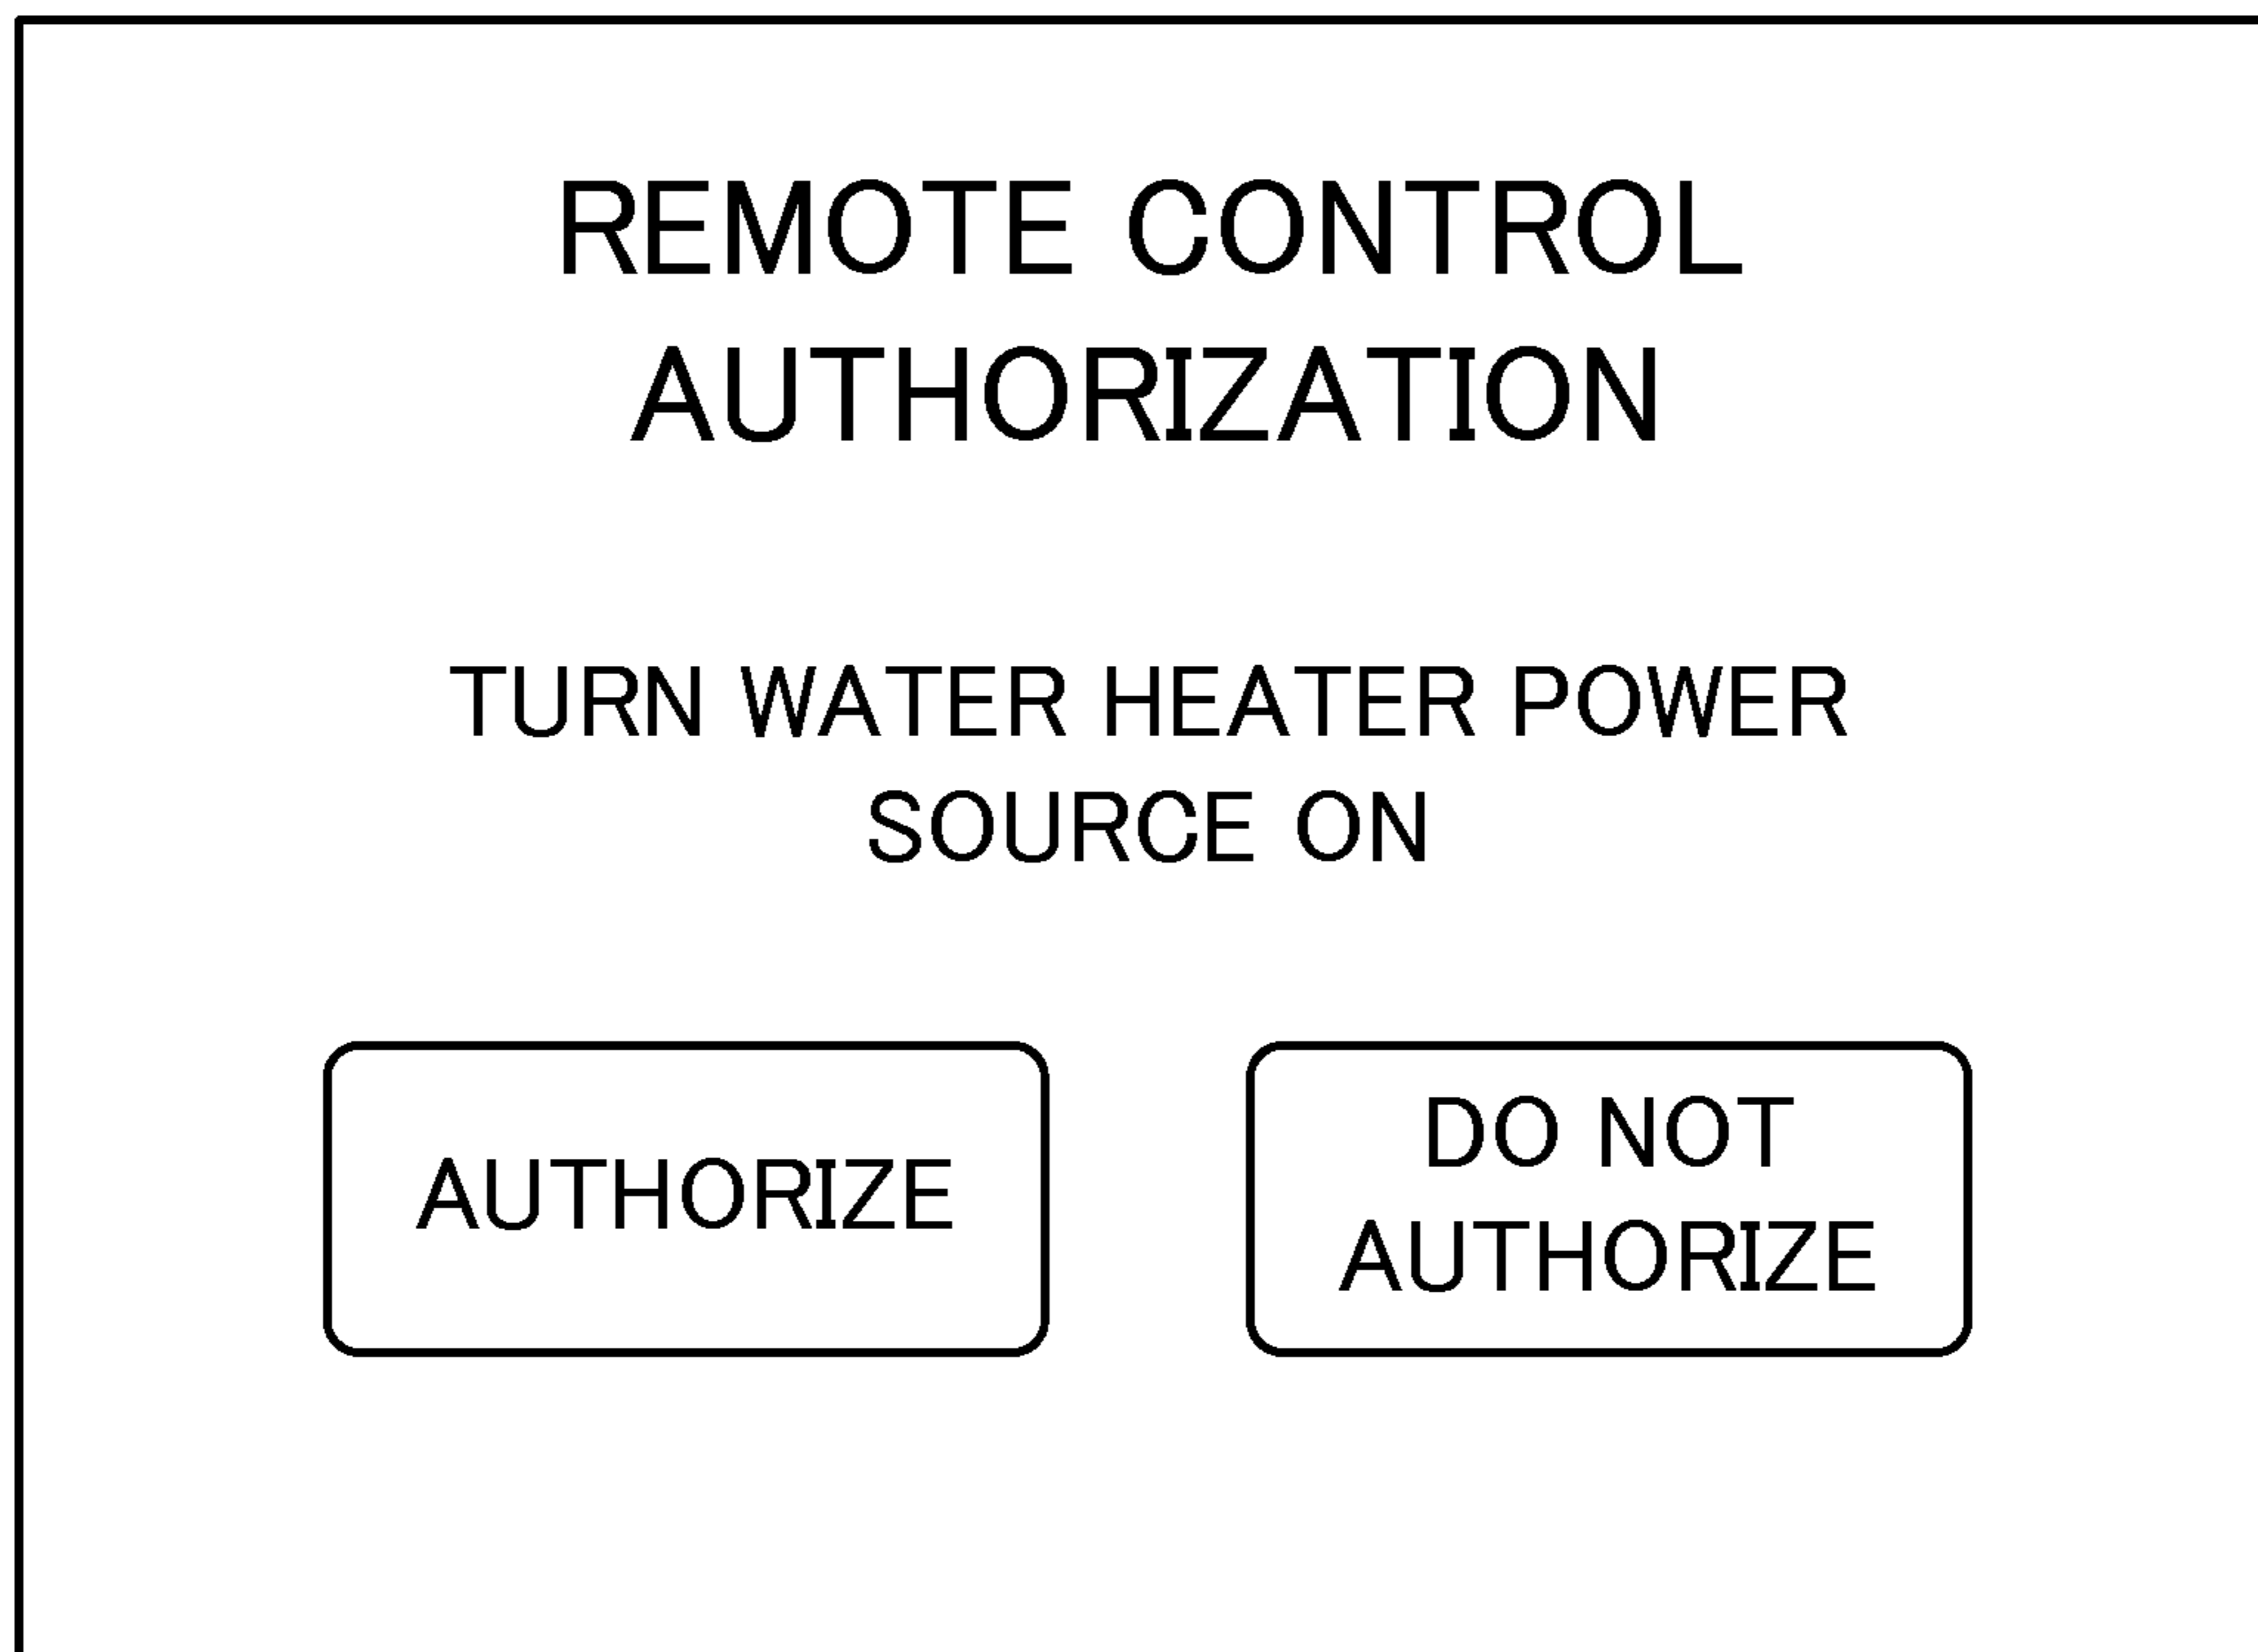 REMOTE CONTROL
AUTHORIZATION
TURN WATER HEATER POWER
SOURCE ON
AUTHORIZE
DO NOT
AUTHORIZE